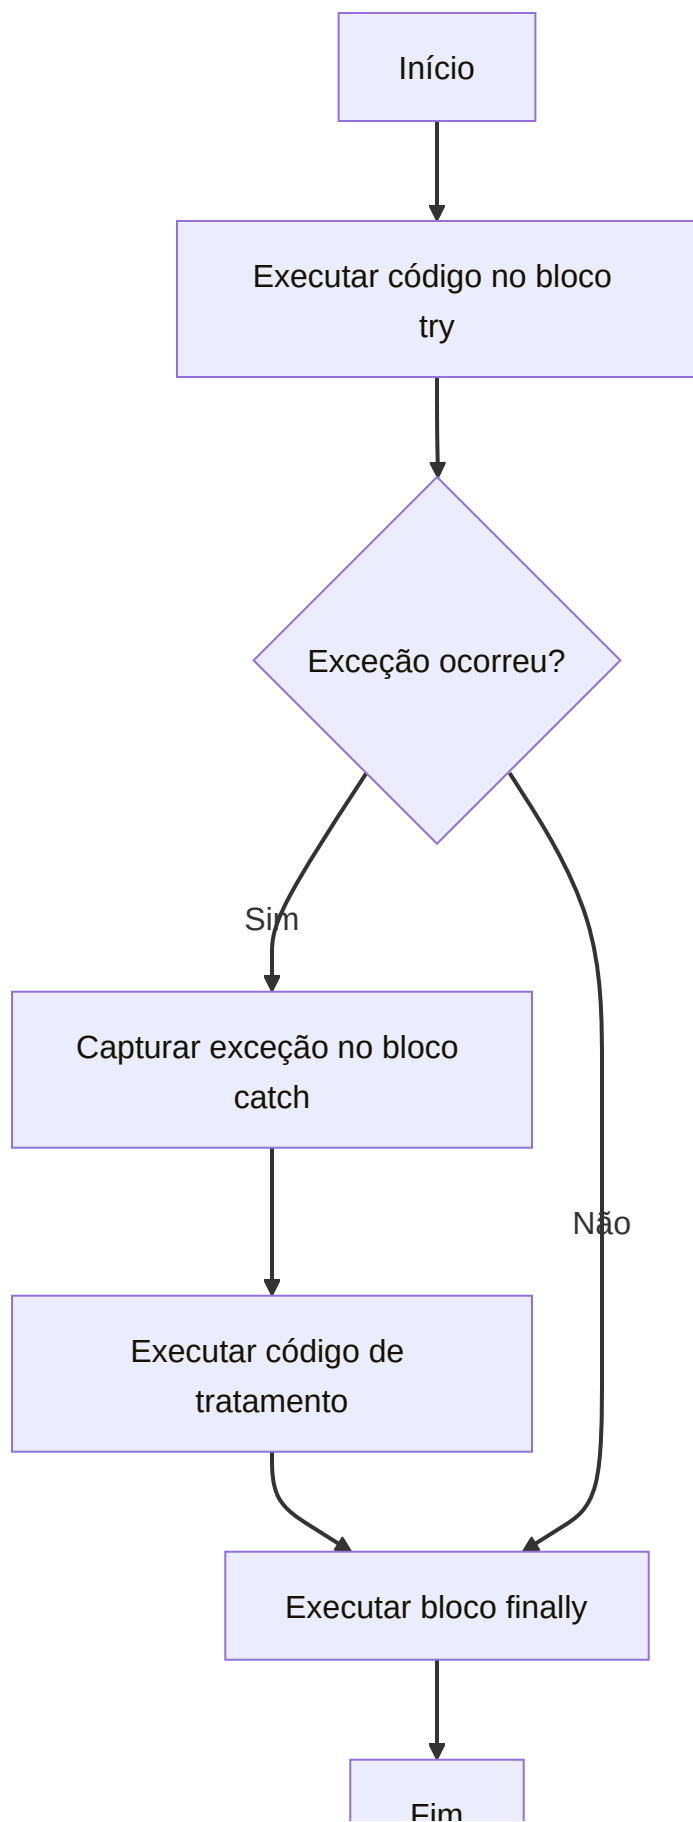 Início
Executar código no bloco
try
Exceção ocorreu?
Sim
Capturar exceção no bloco
catch
Não
Executar código de
tratamento
Executar bloco finally
Fim